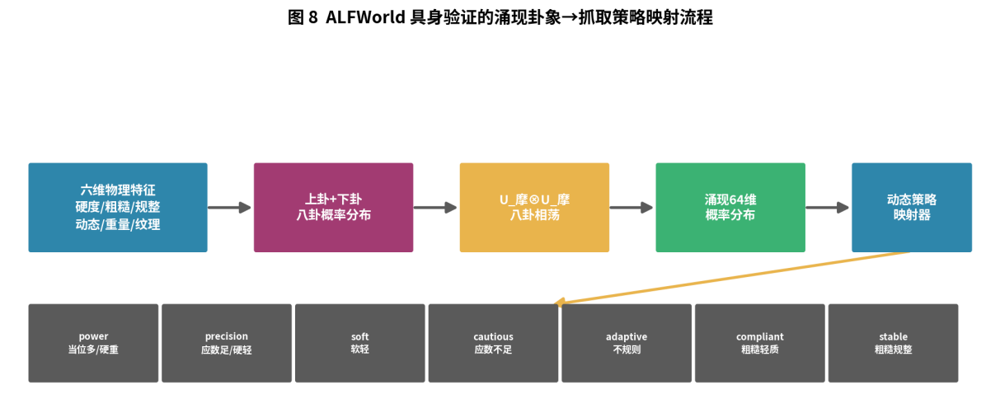 图 8 ALFWorld 具身验证的涌现卦象→抓取策略映射流程
六维物理特征
硬度/粗糙/规整
动态/重量/纹理
上卦+下卦
八卦概率分布
U_摩⊗U_摩
八卦相荡
涌现64维
概率分布
动态策略
映射器
power
当位多/硬重
precision
应数足/硬轻
soft
软轻
cautious
应数不足
adaptive
不规则
compliant
粗糙轻质
stable
粗糙规整